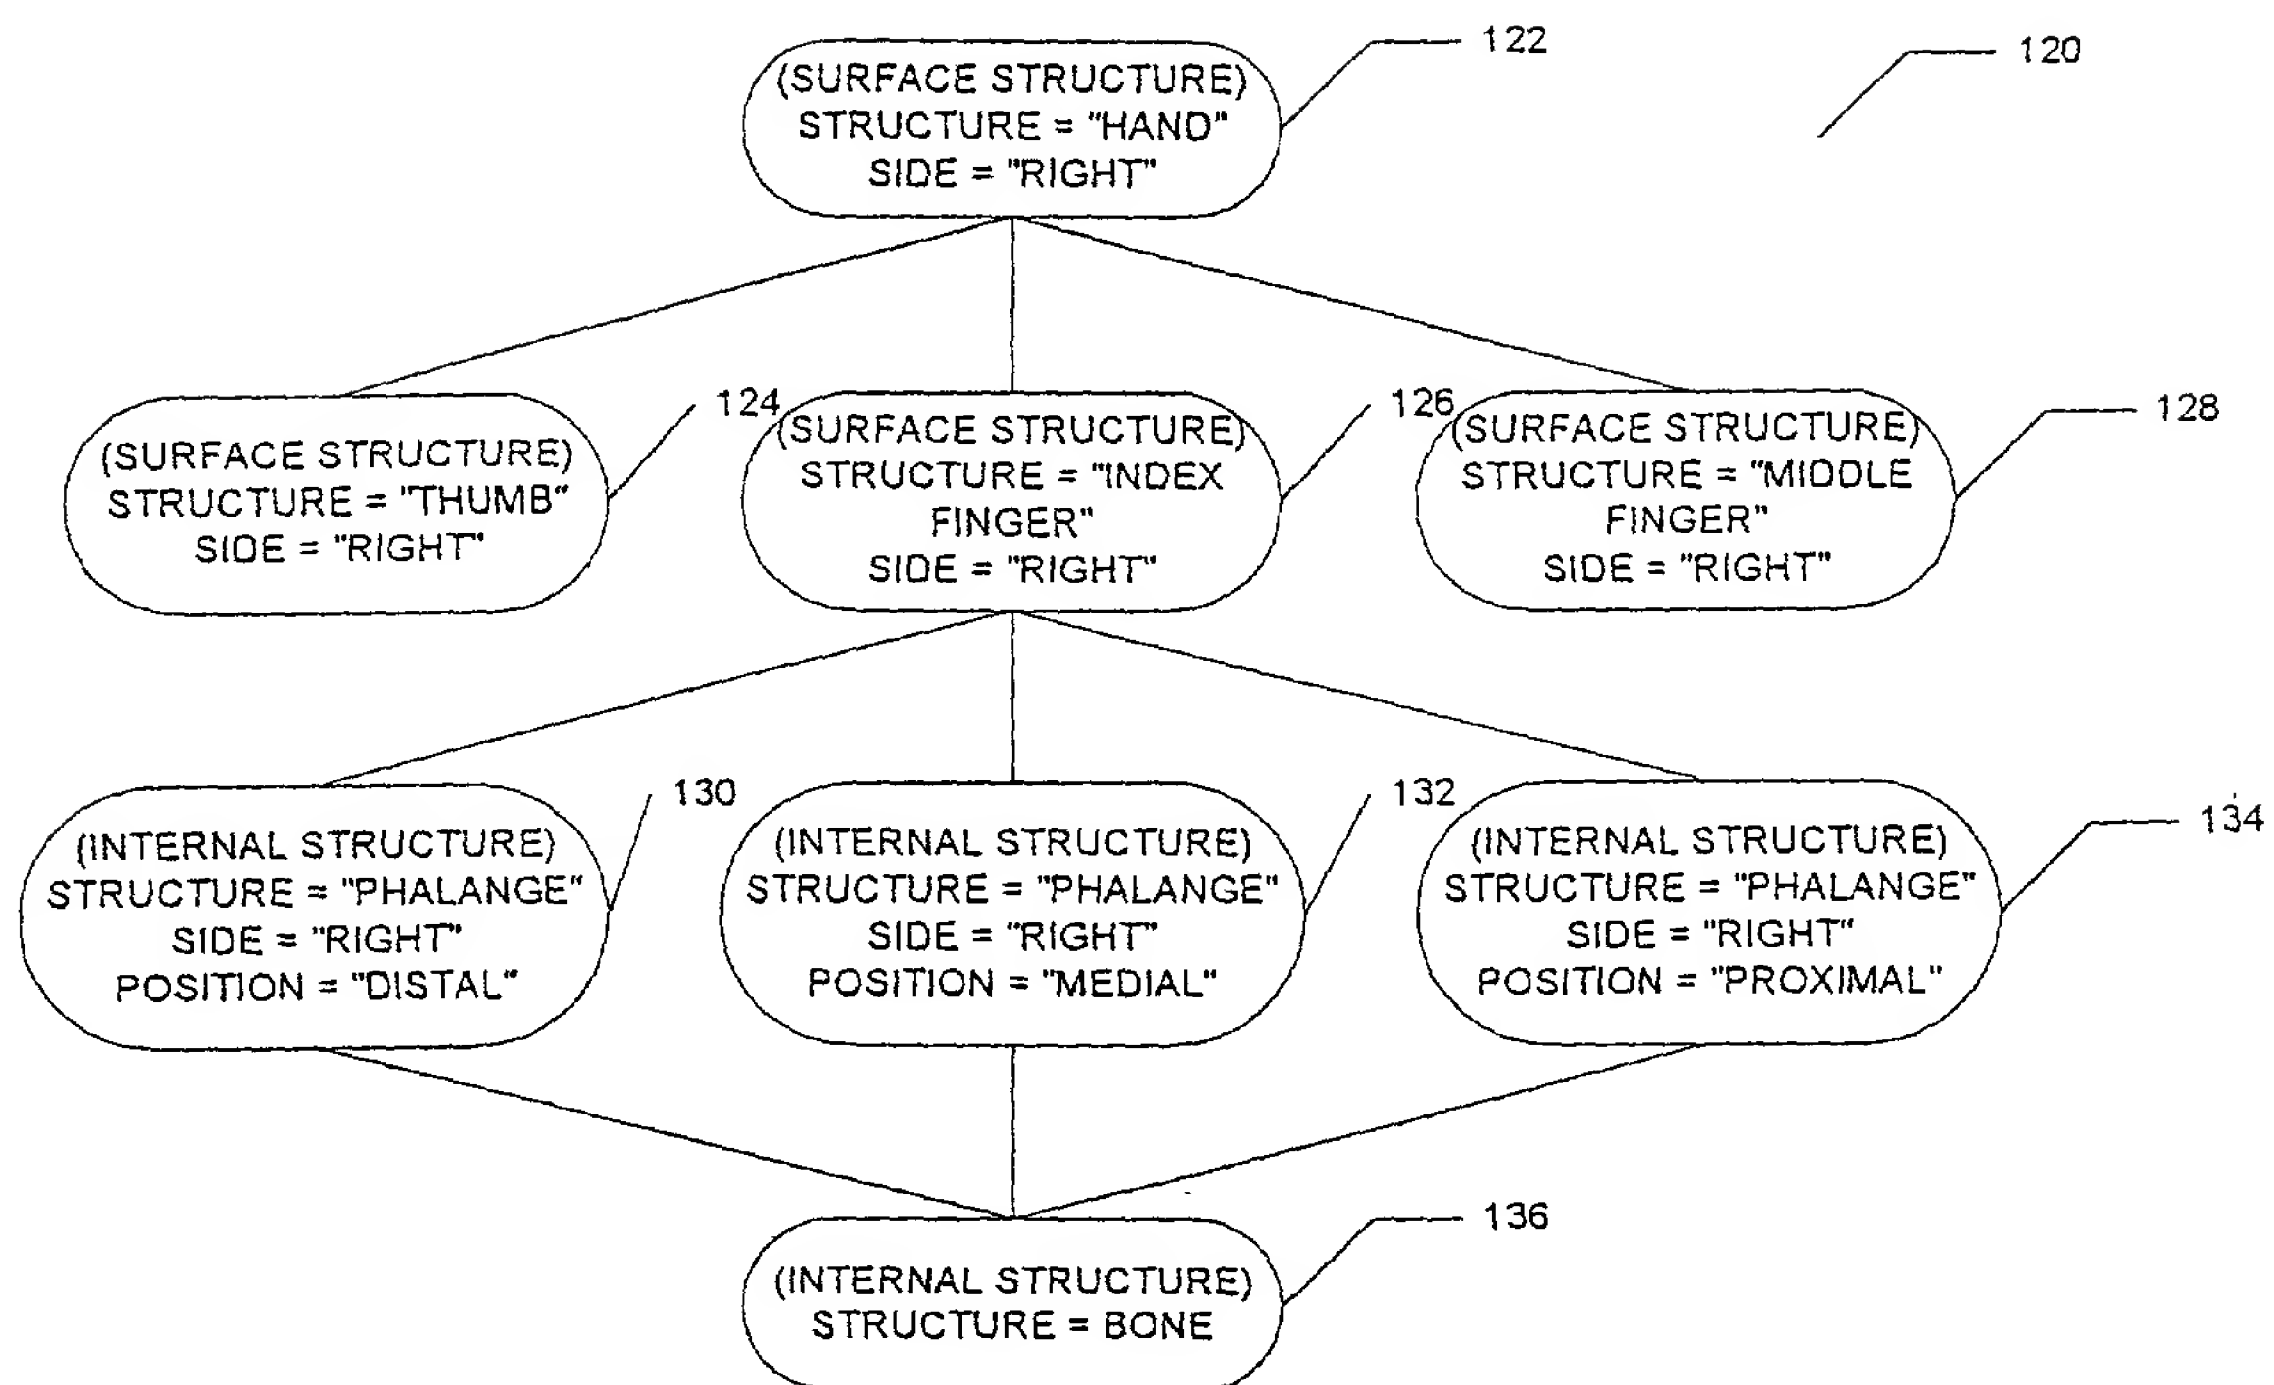 122
120
(SURFACE STRUCTURE)
STRUCTURE = "HAND"
SIDE = "RIGHT"
124
126
128
(SURFACE STRUCTURE)
STRUCTURE = "THUMB"
SIDE = "RIGHT"
(SURFACE STRUCTURE)
STRUCTURE = "INDEX
FINGER"
SIDE = "RIGHT"
(SURFACE STRUCTURE)
STRUCTURE = "MIDDLE
FINGER"
SIDE = "RIGHT"
130
132
134
(INTERNAL STRUCTURE)
STRUCTURE = "PHALANGE"
SIDE = "RIGHT"
POSITION = "DISTAL"
(INTERNAL STRUCTURE)
STRUCTURE = "PHALANGE"
SIDE = "RIGHT"
POSITION = "MEDIAL"
(INTERNAL STRUCTURE)
STRUCTURE = "PHALANGE"
SIDE = "RIGHT"
POSITION = "PROXIMAL"
136
(INTERNAL STRUCTURE)
STRUCTURE = BONE